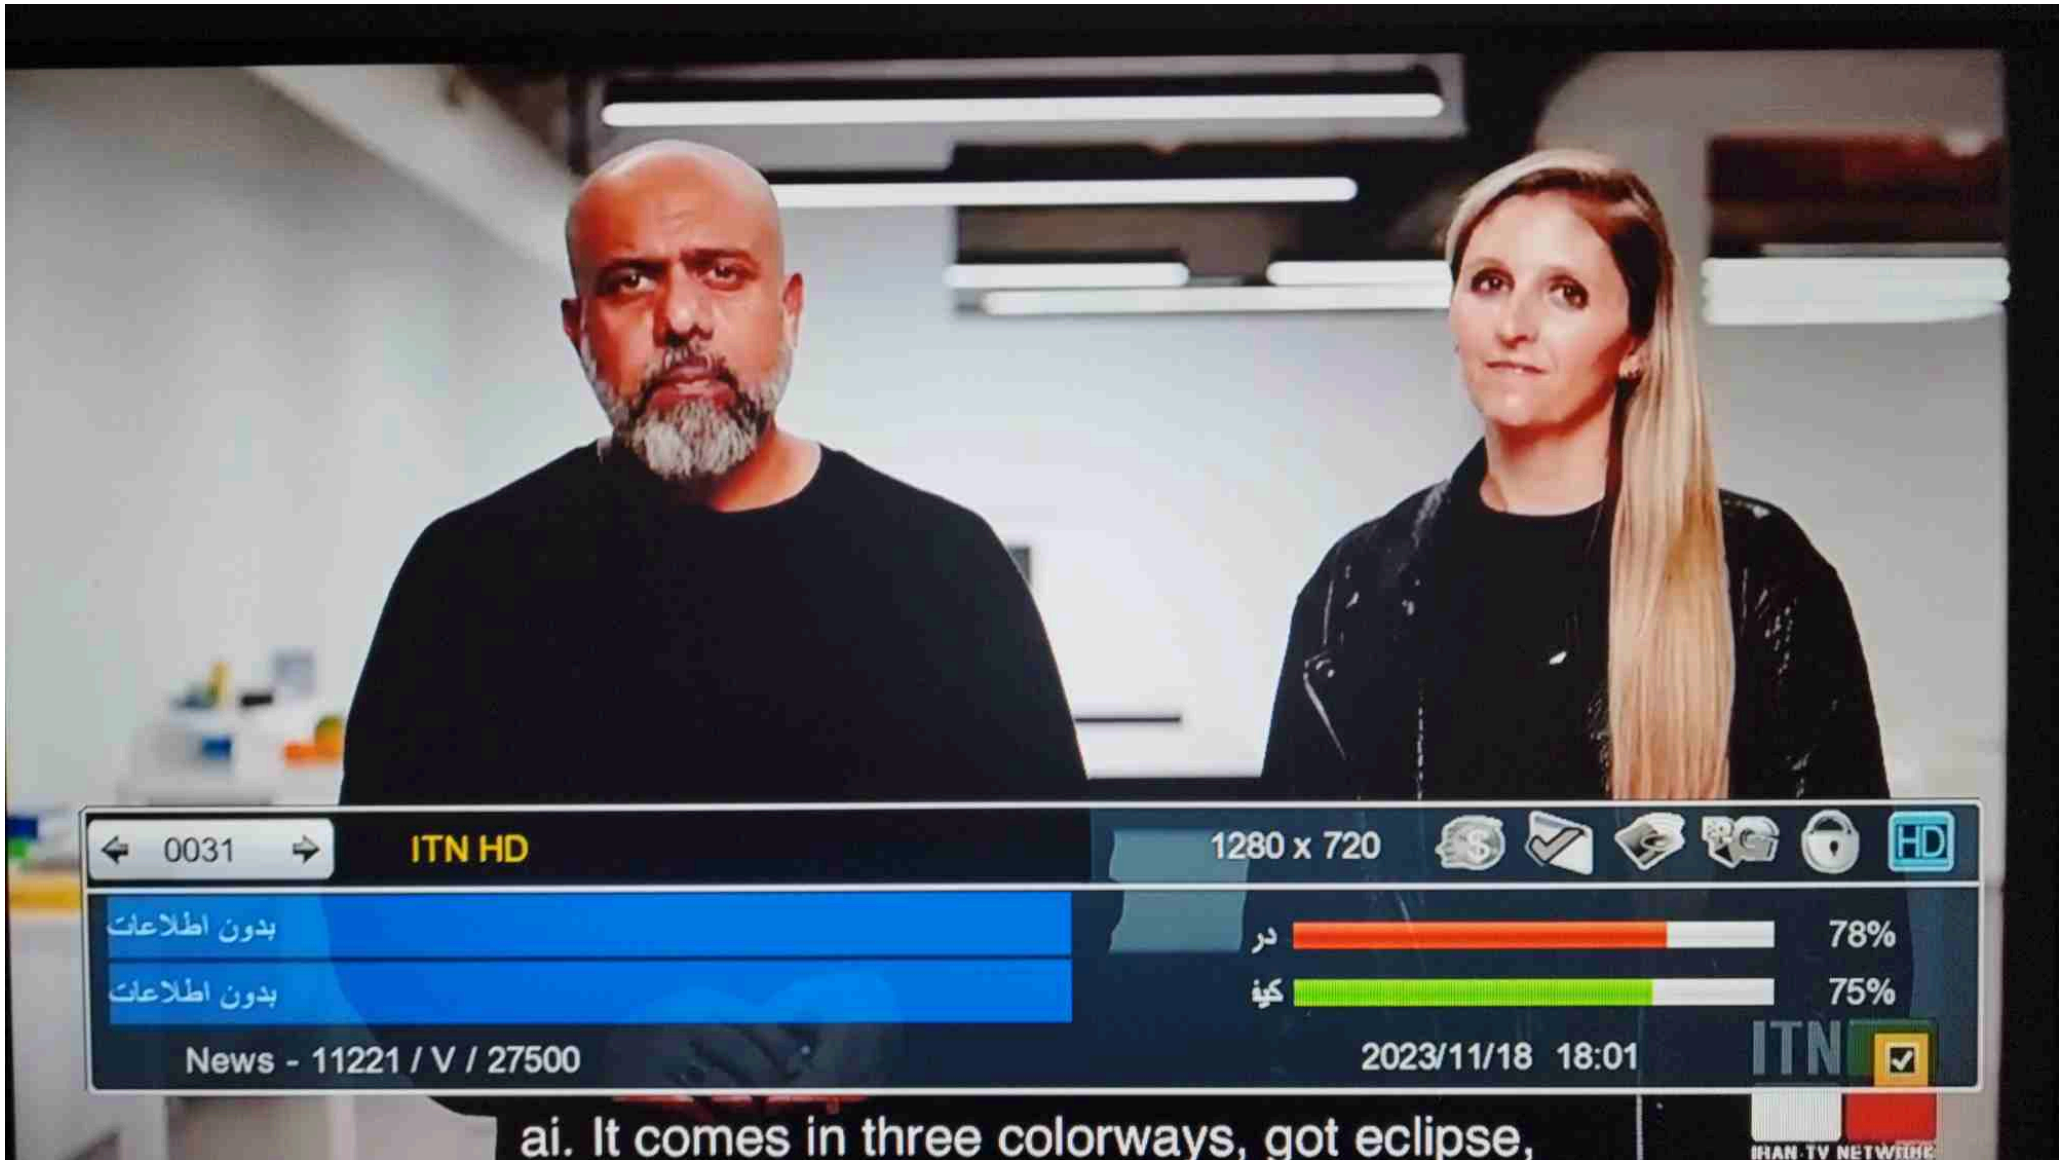 0031 ITN HD 1280 x 720 HD
بدون اطلاعات
در 78%
بدون اطلاعات
کیف 75%
News - 11221 / V / 27500 2023/11/18 18:01
ITN
ai. It comes in three colorways, got eclipse,
IRAN TV NETWORK